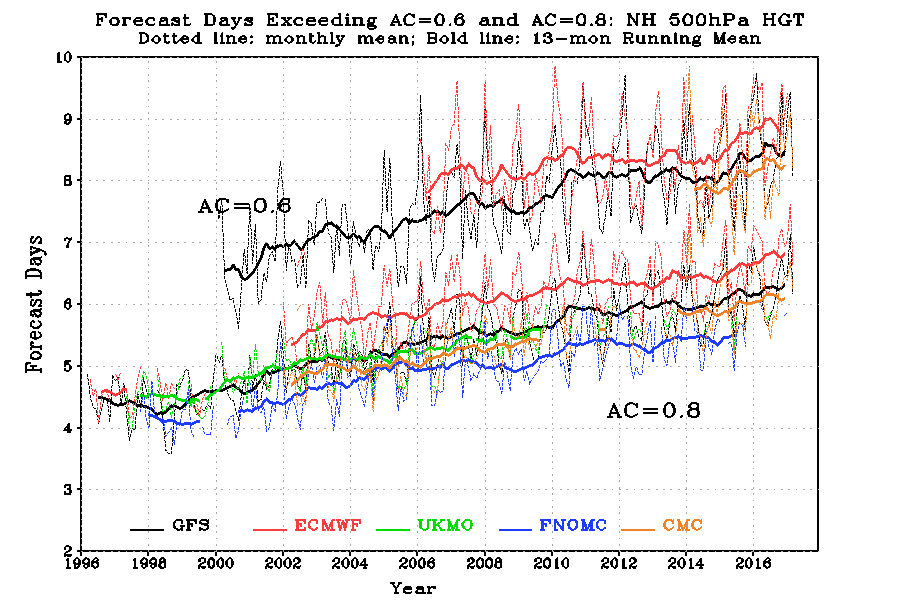 Forecast Days Exceeding AC=0.6 and AC=0.8: NH 500hPa HGT
Dotted line: monthly mean; Bold line: 13-mon Running Mean
10
9
8
AC=0.6
7
Forecast Days
6
5
AC=0.8
4
3
GFS ECMWF UKMO FNOMC CMC
2
1996 1998 2000 2002 2004 2006 2008 2010 2012 2014 2016
Year